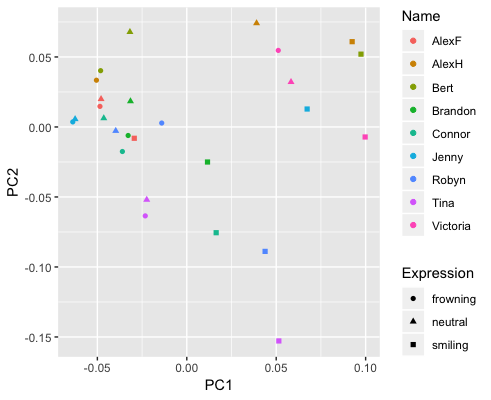 0.05
0.00
-0.05
-0.10
-0.15
PC2
-0.05 0.00 0.05 0.10
PC1
Name
AlexF
AlexH
Bert
Brandon
Connor
Jenny
Robyn
Tina
Victoria
Expression
frowning
neutral
smiling